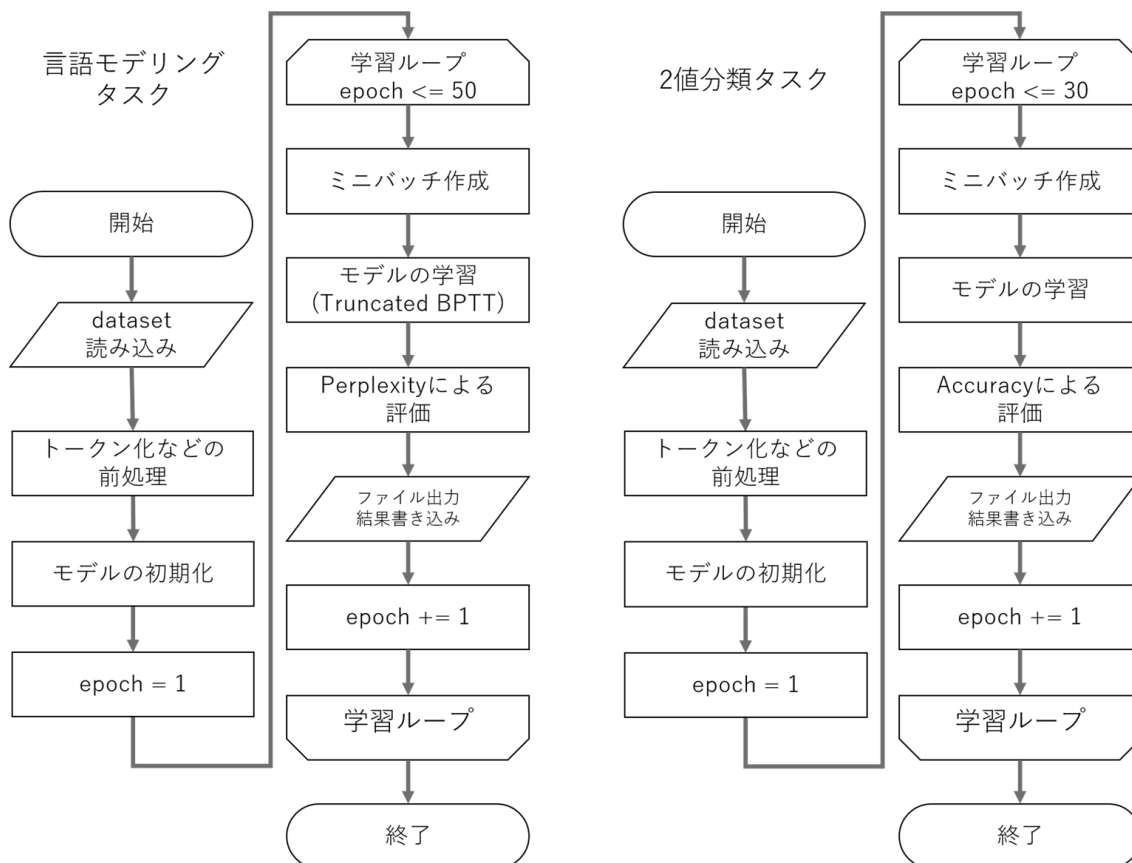 言語モデリング
タスク
開始
dataset
読み込み
トークン化などの
前処理
モデルの初期化
epoch = 1
学習ループ
epoch <= 50
ミニバッチ作成
モデルの学習
(Truncated BPTT)
Perplexityによる
評価
ファイル出力
結果書き込み
epoch += 1
学習ループ
終了
2値分類タスク
開始
dataset
読み込み
トークン化などの
前処理
モデルの初期化
epoch = 1
学習ループ
epoch <= 30
ミニバッチ作成
モデルの学習
Accuracyによる
評価
ファイル出力
結果書き込み
epoch += 1
学習ループ
終了